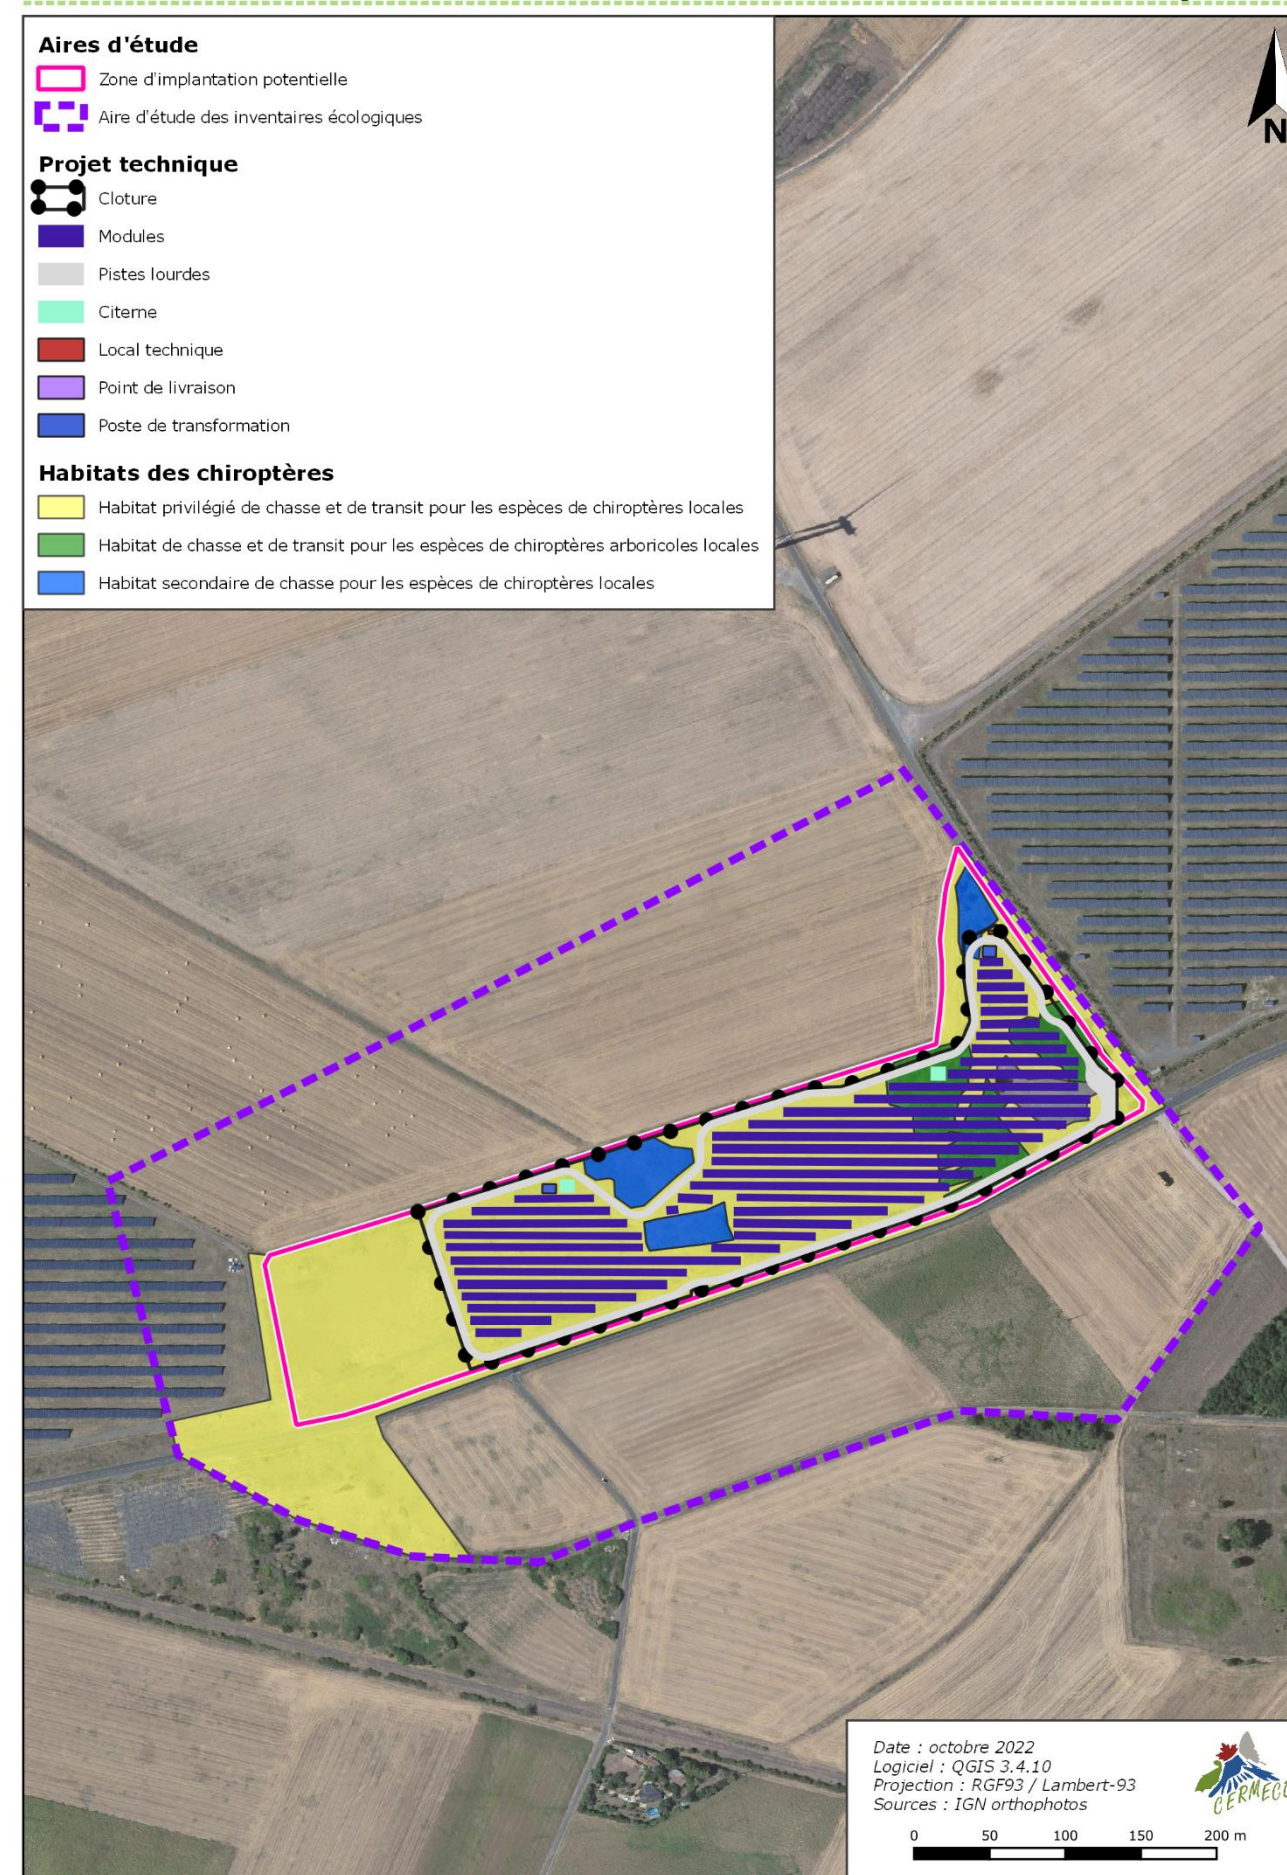 Aires d'étude
Zone d'implantation potentielle
Aire d'étude des inventaires écologiques
Projet technique
Cloture
Modules
Pistes lourdes
Citerne
Local technique
Point de livraison
Poste de transformation
Habitats des chiroptères
Habitat privilégié de chasse et de transit pour les espèces de chiroptères locales
Habitat de chasse et de transit pour les espèces de chiroptères arboricoles locales
Habitat secondaire de chasse pour les espèces de chiroptères locales
N
Date : octobre 2022
Logiciel : QGIS 3.4.10
Projection : RGF93 / Lambert-93
Sources : IGN orthophotos
CERMECO
0 50 100 150 200 m